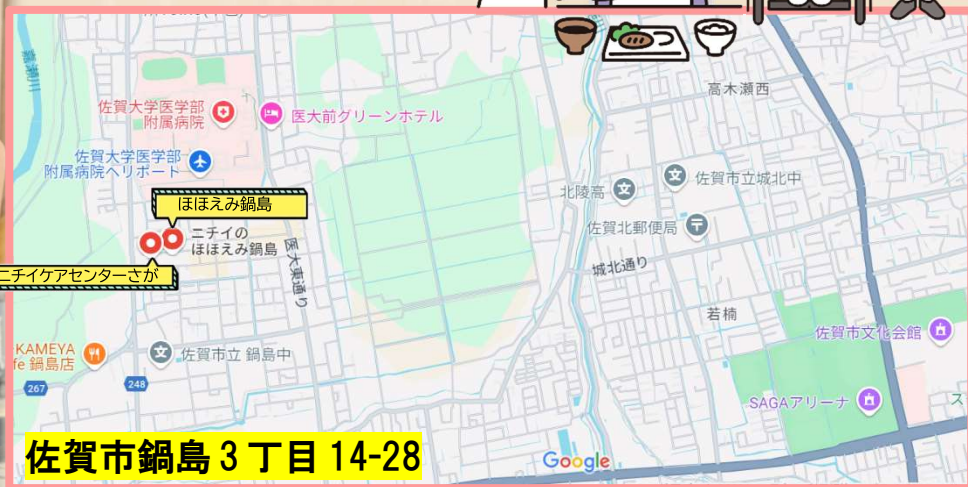 嘉瀬川
佐賀大学医学部
附属病院
医大前グリーンホテル
高木瀬西
佐賀大学医学部
附属病院ヘリポート
北陵高
佐賀市立城北中
ほほえみ鍋島
佐賀北郵便局
ニチイの
ほほえみ鍋島
ニチイケアセンターさが
医大東通り
城北通り
若楠
佐賀市文化会館
KAMEYA
fe 鍋島店
佐賀市立 鍋島中
267
248
SAGAアリーナ
ス
佐賀市鍋島3丁目14-28
Google